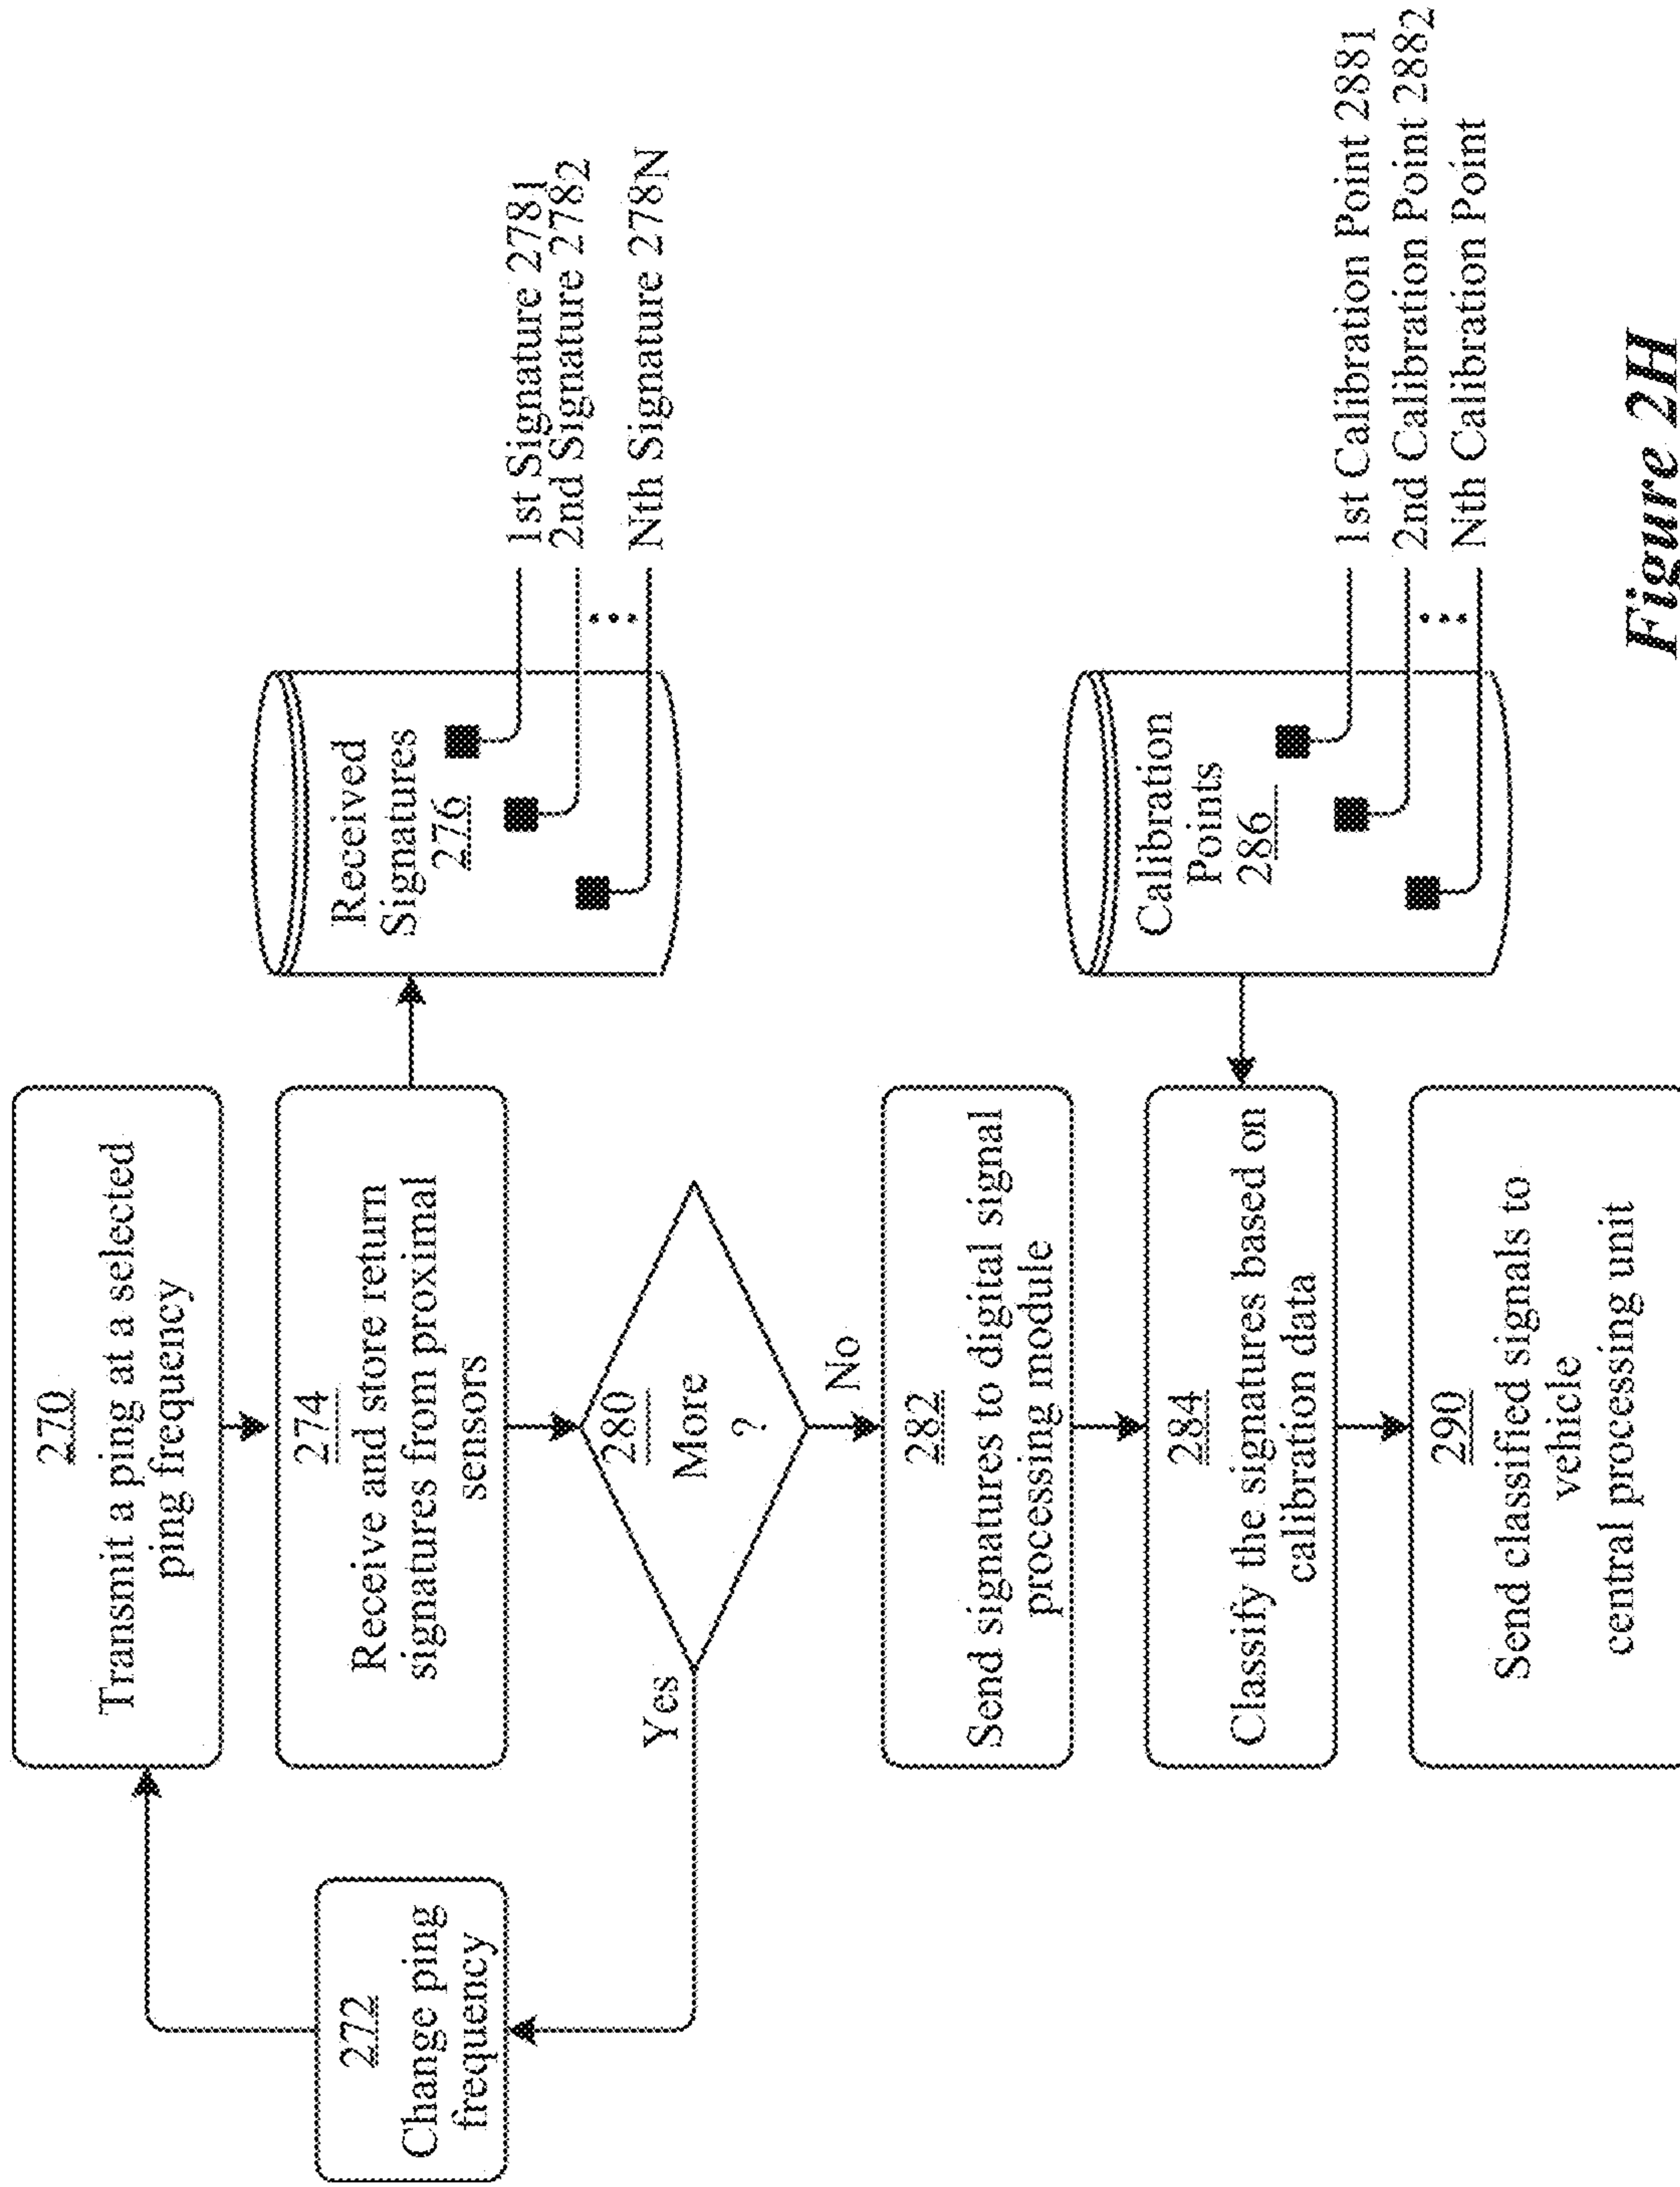 270
Transmit a ping at a selected
ping frequency
272
Change ping
frequency
274
Receive and store return
signatures from proximal
sensors
Received
Signatures
276
1st Signature 278₁
2nd Signature 278₂
Nth Signature 278N
280
More
?
Yes
No
282
Send signatures to digital signal
processing module
284
Classify the signatures based on
calibration data
Calibration
Points
286
1st Calibration Point 288₁
2nd Calibration Point 288₂
Nth Calibration Point
290
Send classified signals to
vehicle
central processing unit
Figure 2H